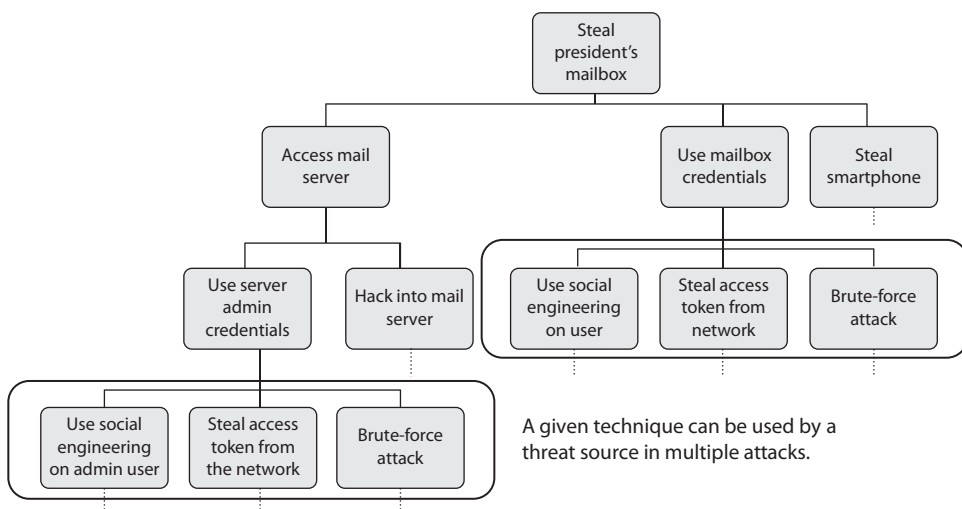 Steal
president’s
mailbox
Access mail
server
Use mailbox
credentials
Steal
smartphone
Use server
admin
credentials
Hack into mail
server
Use social
engineering
on user
Steal access
token from
network
Brute-force
attack
Use social
engineering
on admin user
Steal access
token from
the network
Brute-force
attack
A given technique can be used by a
threat source in multiple attacks.